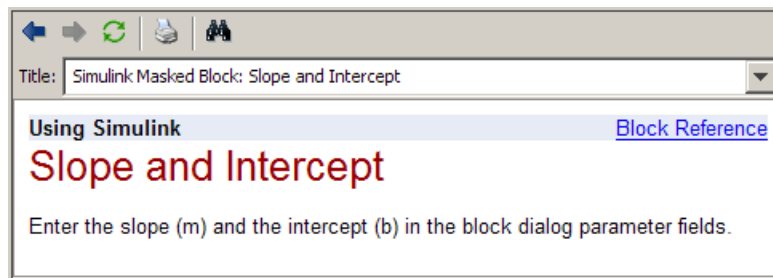 Title: Simulink Masked Block: Slope and Intercept
Using Simulink Block Reference
Slope and Intercept
Enter the slope (m) and the intercept (b) in the block dialog parameter fields.